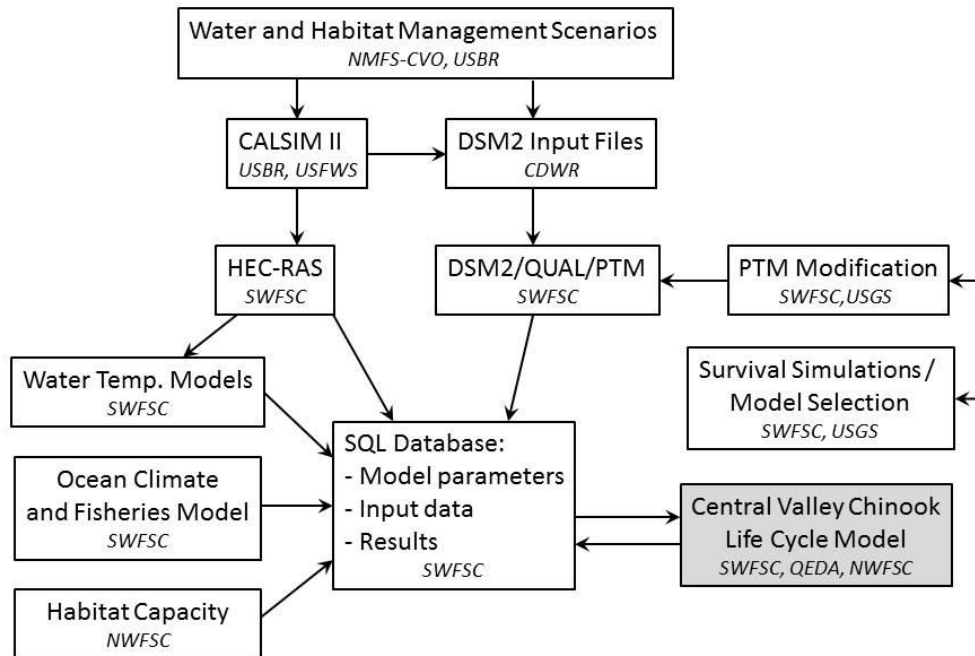 Water and Habitat Management Scenarios
NMFS-CVO, USBR
CALSIM II
USBR, USFWS
DSM2 Input Files
CDWR
HEC-RAS
SWFSC
DSM2/QUAL/PTM
SWFSC
PTM Modification
SWFSC,USGS
Water Temp. Models
SWFSC
Survival Simulations /
Model Selection
SWFSC, USGS
SQL Database:
- Model parameters
- Input data
- Results
SWFSC
Ocean Climate
and Fisheries Model
SWFSC
Central Valley Chinook
Life Cycle Model
SWFSC, QEDA, NWFSC
Habitat Capacity
NWFSC